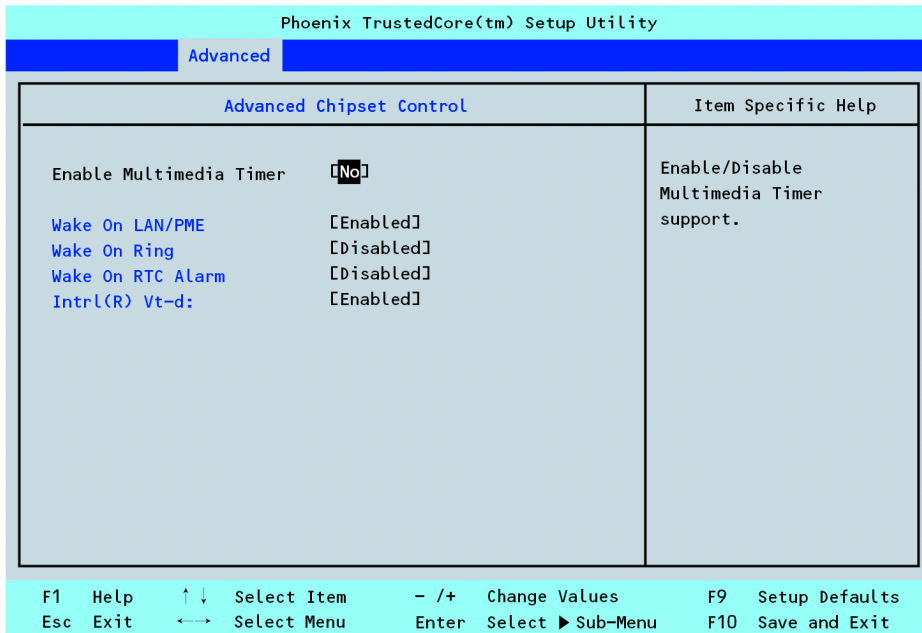 Phoenix TrustedCore(tm) Setup Utility
Advanced
Advanced Chipset Control
Item Specific Help
Enable Multimedia Timer [No]
Wake On LAN/PME [Enabled]
Wake On Ring [Disabled]
Wake On RTC Alarm [Disabled]
Intrl(R) Vt-d: [Enabled]
Enable/Disable
Multimedia Timer
support.
F1 Help ↑↓ Select Item - /+ Change Values F9 Setup Defaults
Esc Exit ←→ Select Menu Enter Select ▶ Sub-Menu F10 Save and Exit